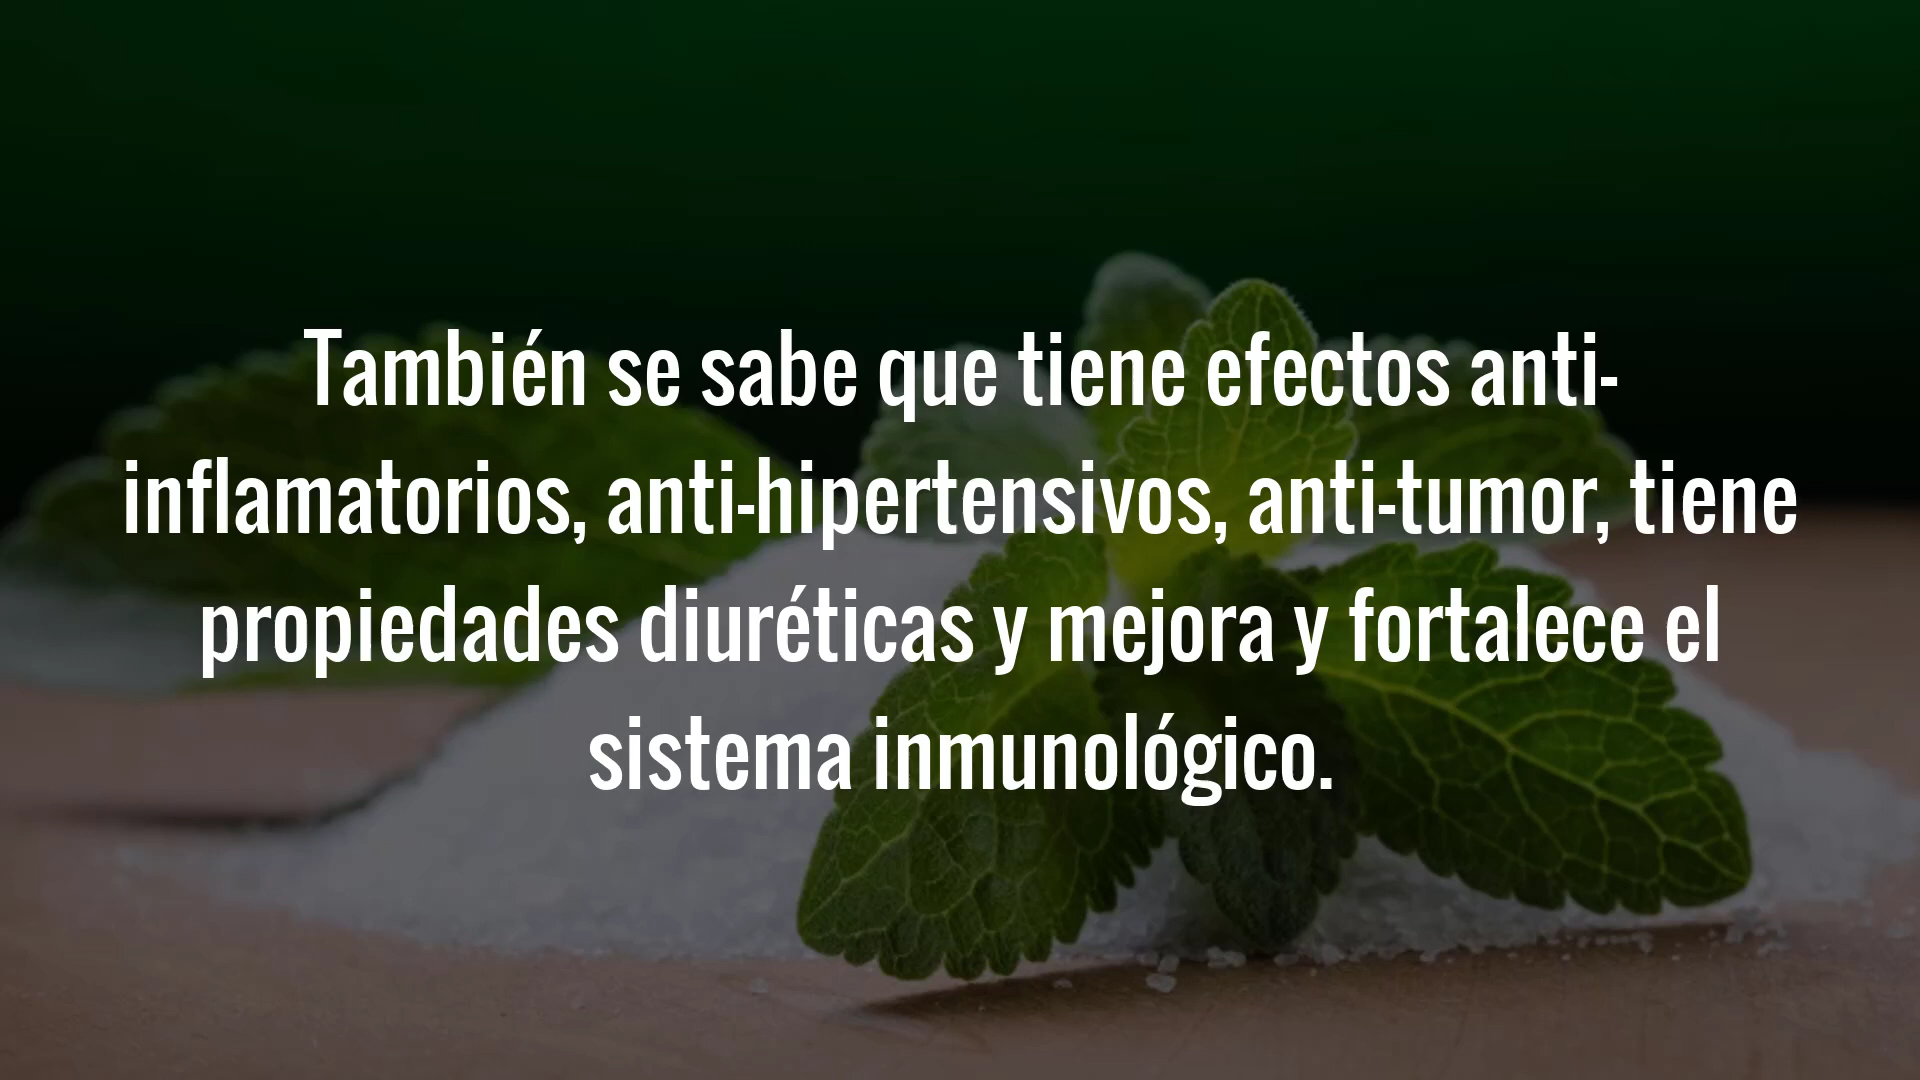 También se sabe que tiene efectos anti-
inflamatorios, anti-hipertensivos, anti-tumor, tiene
propiedades diuréticas y mejora y fortalece el
sistema inmunológico.